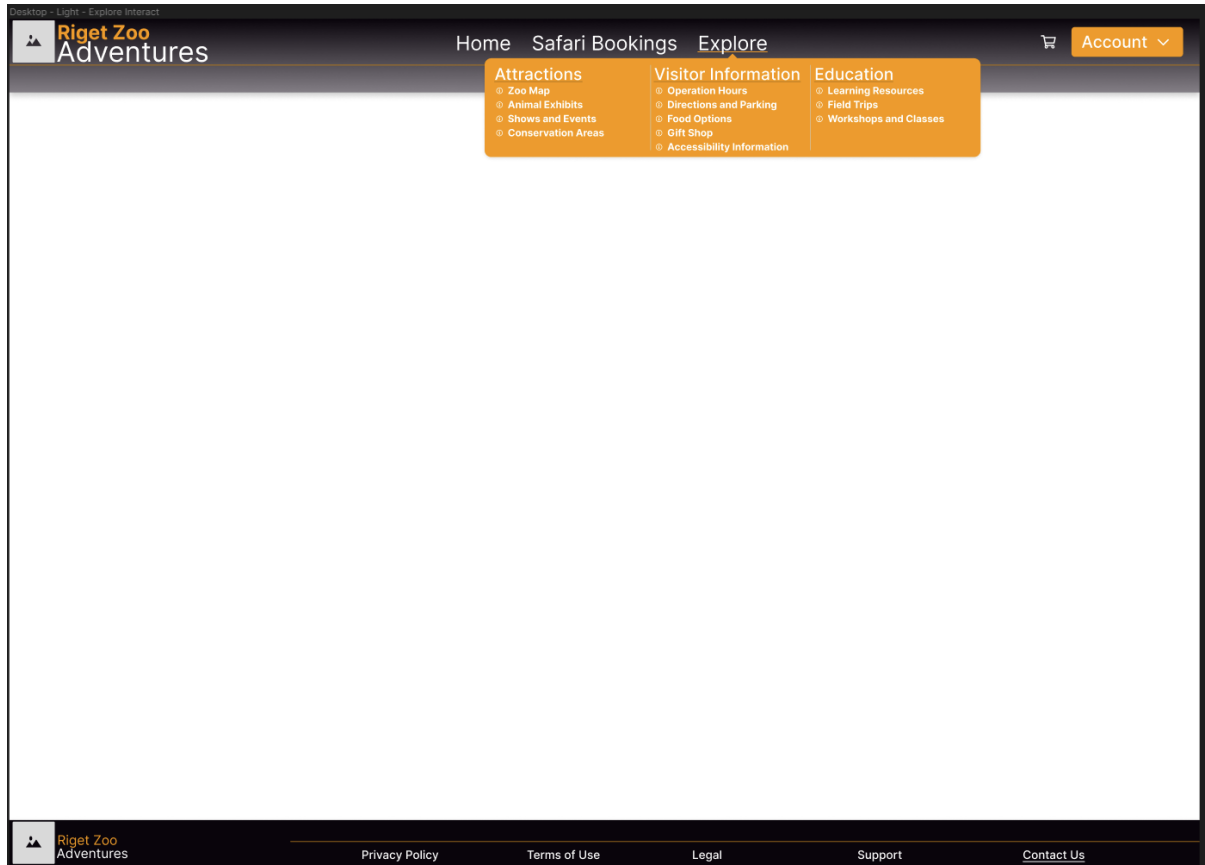 Desktop - Light - Explore Interact
Riget Zoo
Adventures
Home Safari Bookings Explore
Account
Attractions
Zoo Map
Animal Exhibits
Shows and Events
Conservation Areas
Visitor Information
Operation Hours
Directions and Parking
Food Options
Gift Shop
Accessibility Information
Education
Learning Resources
Field Trips
Workshops and Classes
Riget Zoo
Adventures
Privacy Policy Terms of Use Legal Support Contact Us